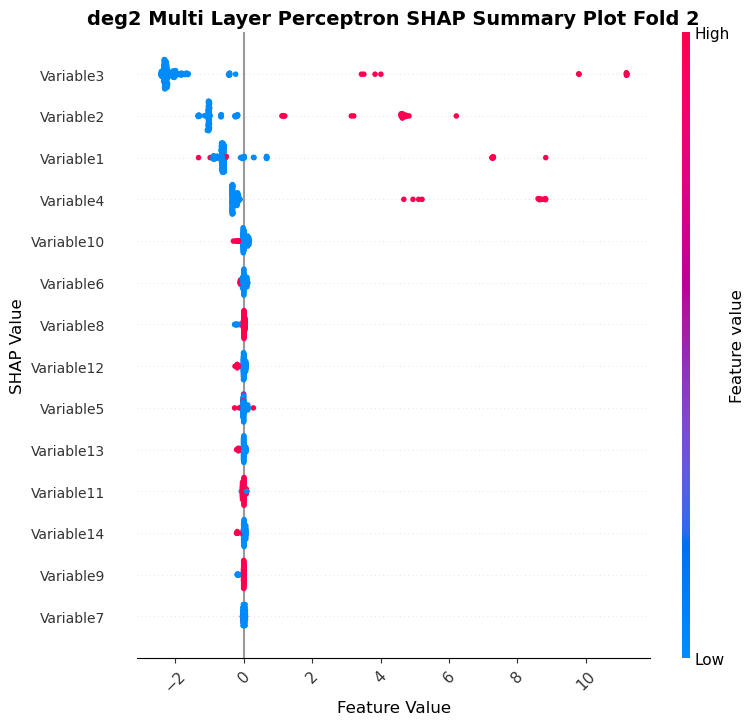 deg2 Multi Layer Perceptron SHAP Summary Plot Fold 2
High
Variable3
Variable2
Variable1
Variable4
Variable10
Variable6
Variable8
Variable12
Variable5
Variable13
Variable11
Variable14
Variable9
Variable7
SHAP Value
Feature value
Low
−2
0
2
4
6
8
10
Feature Value